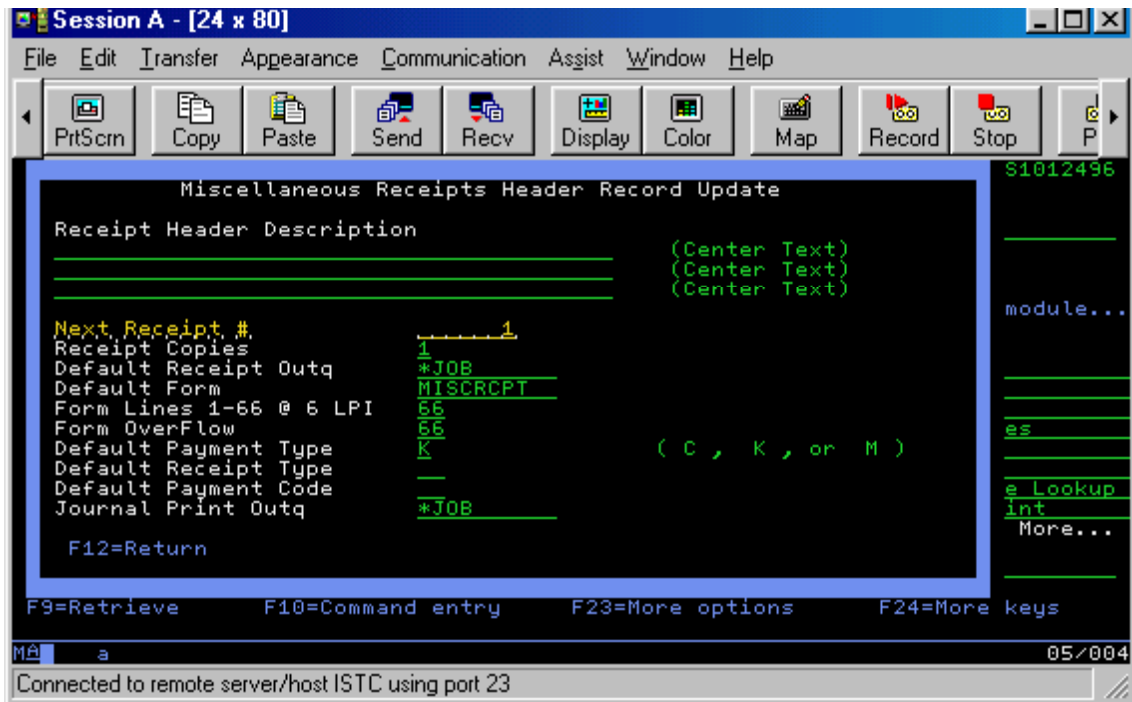 Session A - [24 x 80]
File Edit Transfer Appearance Communication Assist Window Help
PrtScrn Copy Paste Send Recv Display Color Map Record Stop P
S1012496
Miscellaneous Receipts Header Record Update
Receipt Header Description
(Center Text)
(Center Text)
(Center Text)
module...
Next Receipt # 1
Receipt Copies 1
Default Receipt Outq *JOB
Default Form MISCRCPT
Form Lines 1-66 @ 6 LPI 66
Form OverFlow 66 es
Default Payment Type K ( C , K , or M )
Default Receipt Type
Default Payment Code e Lookup
Journal Print Outq *JOB int
More...
F12=Return
F9=Retrieve F10=Command entry F23=More options F24=More keys
MA a 05/004
Connected to remote server/host ISTC using port 23